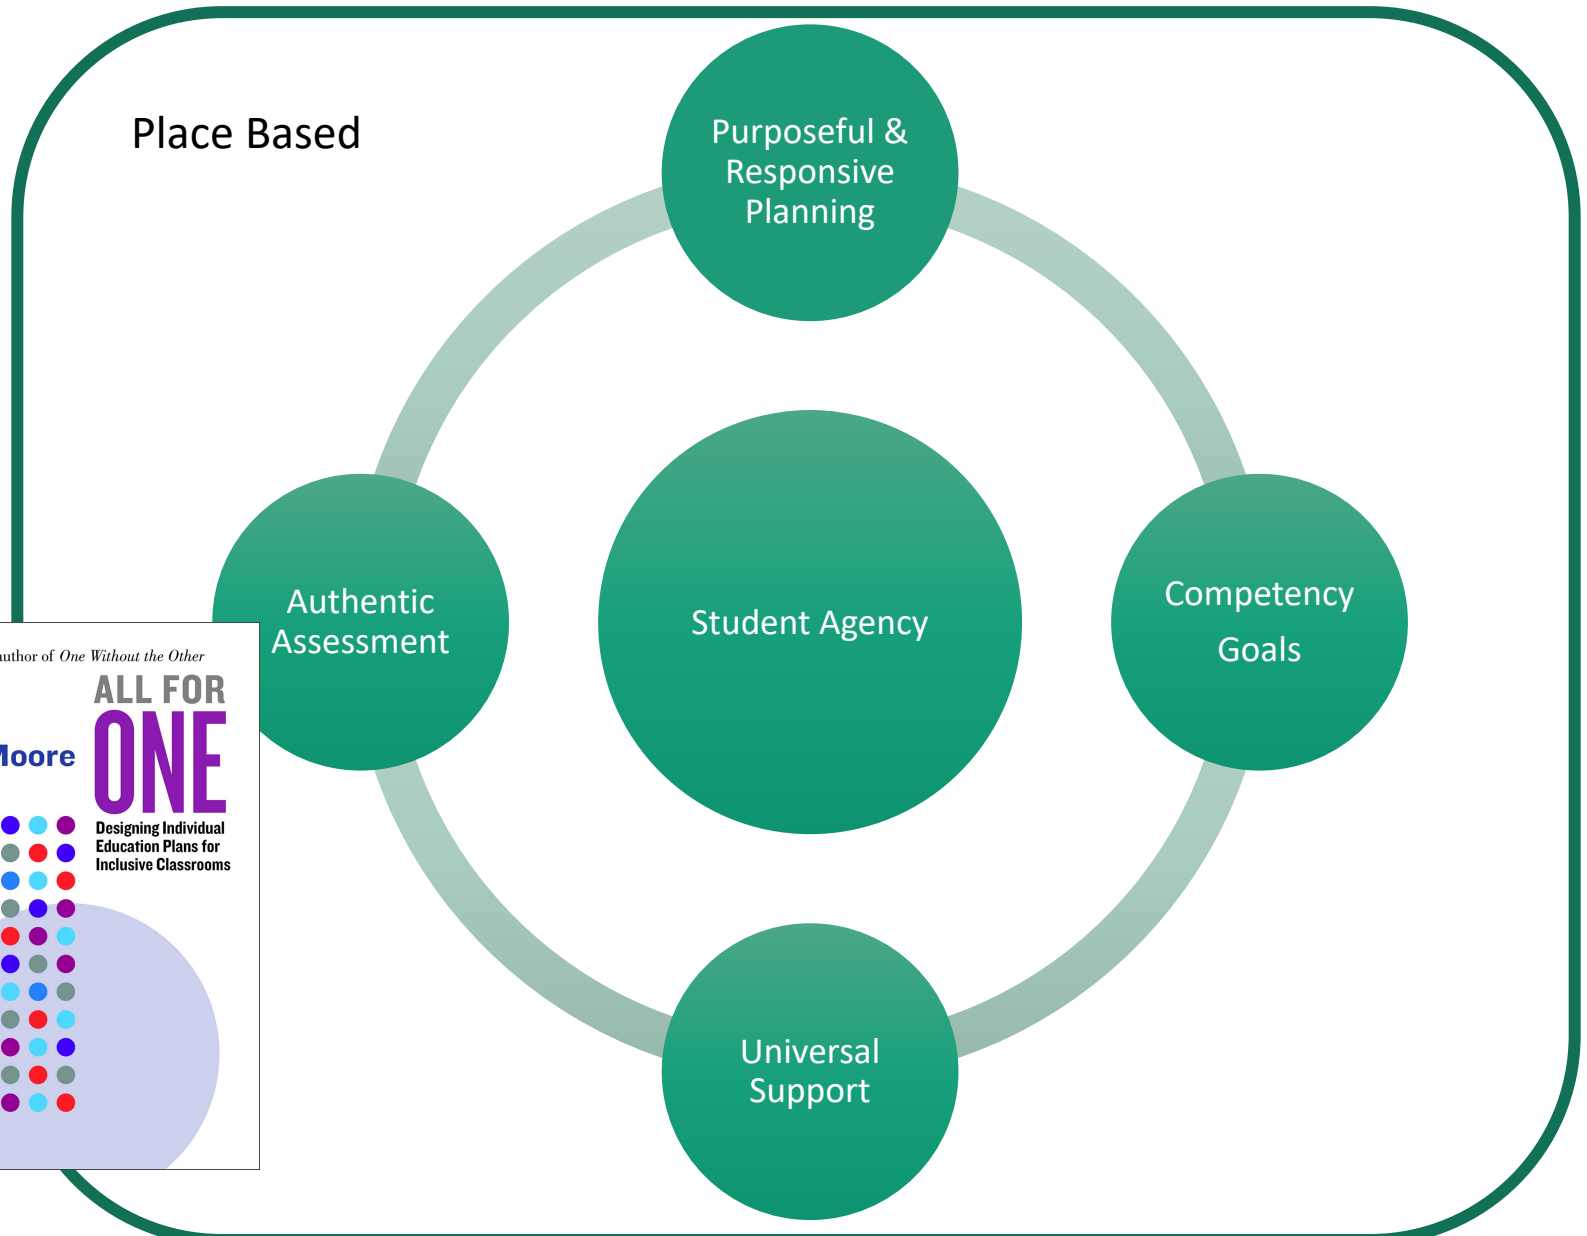 Place Based
Purposeful &
Responsive
Planning
Authentic
Assessment
Student Agency
Competency
Goals
Universal
Support
author of One Without the Other
ALL FOR
ONE
Moore
Designing Individual
Education Plans for
Inclusive Classrooms